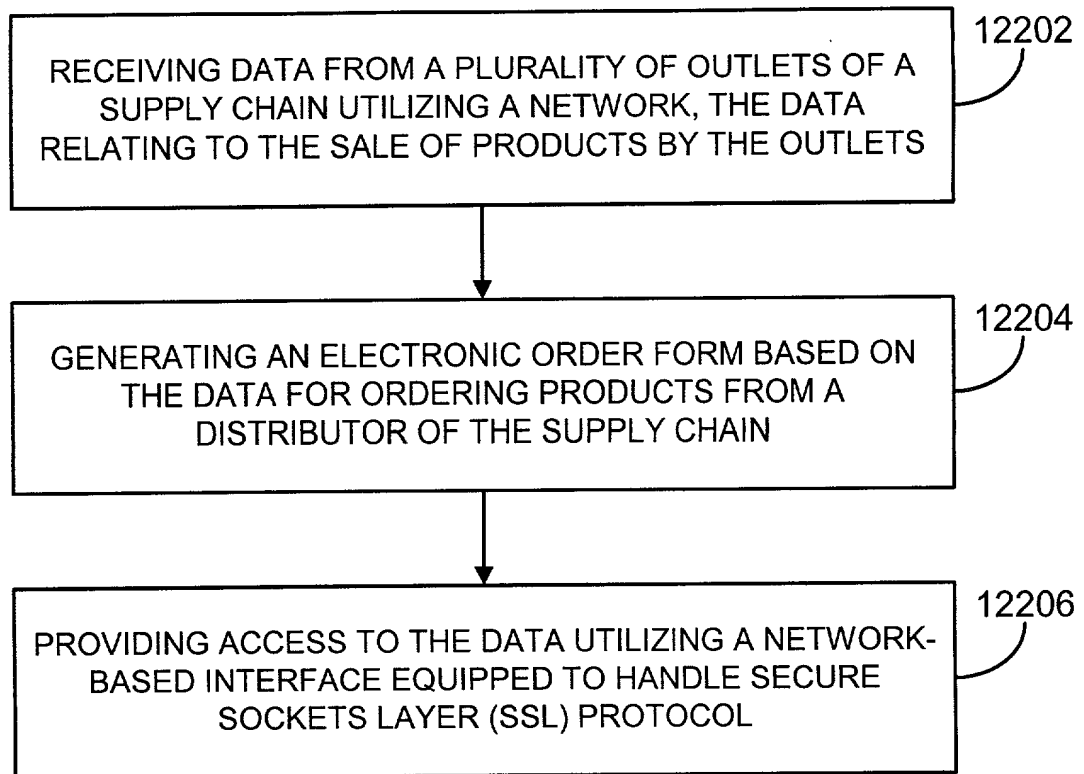 12202
RECEIVING DATA FROM A PLURALITY OF OUTLETS OF A
SUPPLY CHAIN UTILIZING A NETWORK, THE DATA
RELATING TO THE SALE OF PRODUCTS BY THE OUTLETS
12204
GENERATING AN ELECTRONIC ORDER FORM BASED ON
THE DATA FOR ORDERING PRODUCTS FROM A
DISTRIBUTOR OF THE SUPPLY CHAIN
12206
PROVIDING ACCESS TO THE DATA UTILIZING A NETWORK-
BASED INTERFACE EQUIPPED TO HANDLE SECURE
SOCKETS LAYER (SSL) PROTOCOL